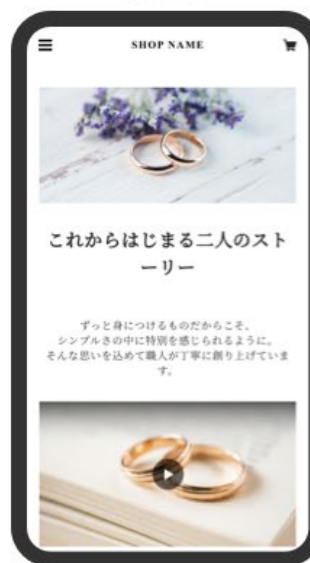 SHOP NAME
これからはじまる二人のスト
ーリー
ずっと身につけるものだからこそ。
シンプルさの中に特別を感じられるように。
そんな思いを込めて職人が丁寧に創り上げていま
す。